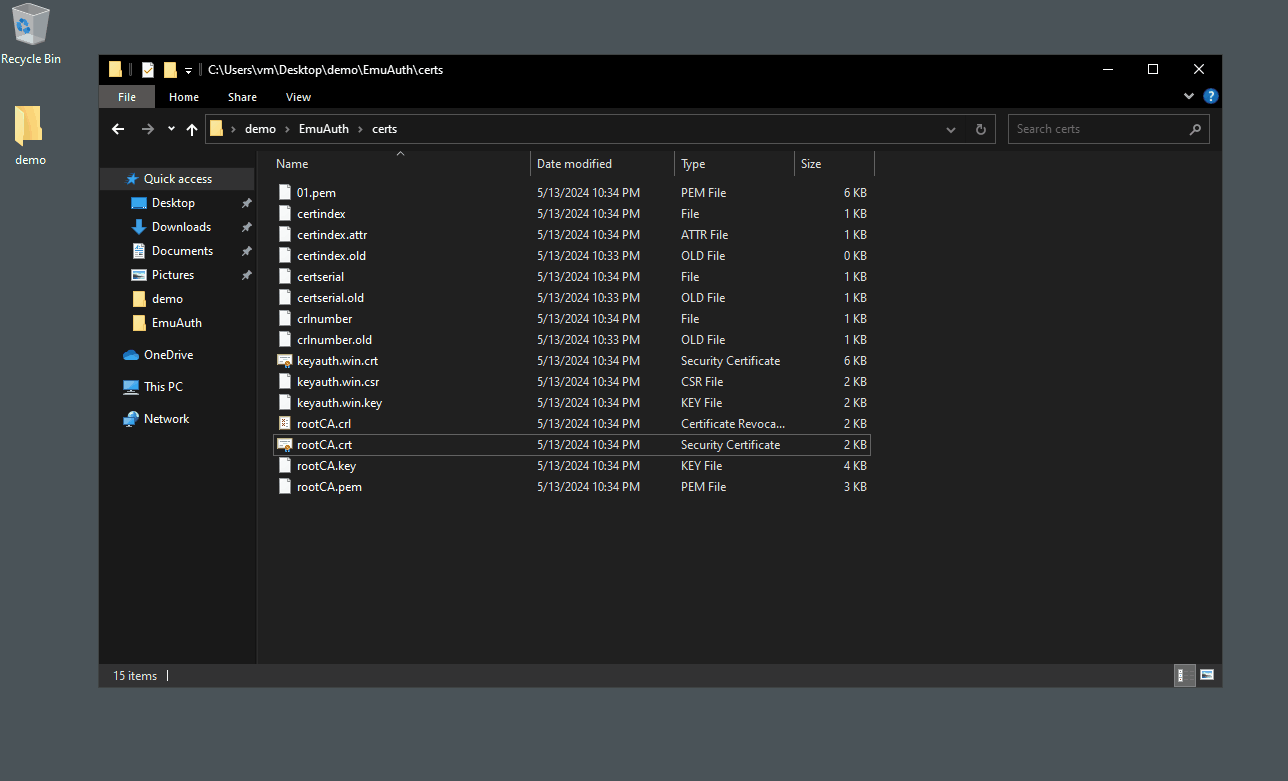 Recycle Bin
demo
C:\Users\vm\Desktop\demo\EmuAuth\certs
File Home Share View
demo EmuAuth certs
Search certs
Quick access
Desktop
Downloads
Documents
Pictures
demo
EmuAuth
OneDrive
This PC
Network
Name Date modified Type Size
01.pem 5/13/2024 10:34 PM PEM File 6 KB
certindex 5/13/2024 10:34 PM File 1 KB
certindex.attr 5/13/2024 10:34 PM ATTR File 1 KB
certindex.old 5/13/2024 10:33 PM OLD File 0 KB
certserial 5/13/2024 10:34 PM File 1 KB
certserial.old 5/13/2024 10:33 PM OLD File 1 KB
crlnumber 5/13/2024 10:34 PM File 1 KB
crlnumber.old 5/13/2024 10:33 PM OLD File 1 KB
keyauth.win.crt 5/13/2024 10:34 PM Security Certificate 6 KB
keyauth.win.csr 5/13/2024 10:34 PM CSR File 2 KB
keyauth.win.key 5/13/2024 10:34 PM KEY File 2 KB
rootCA.crl 5/13/2024 10:34 PM Certificate Revoca... 2 KB
rootCA.crt 5/13/2024 10:34 PM Security Certificate 2 KB
rootCA.key 5/13/2024 10:34 PM KEY File 4 KB
rootCA.pem 5/13/2024 10:34 PM PEM File 3 KB
15 items